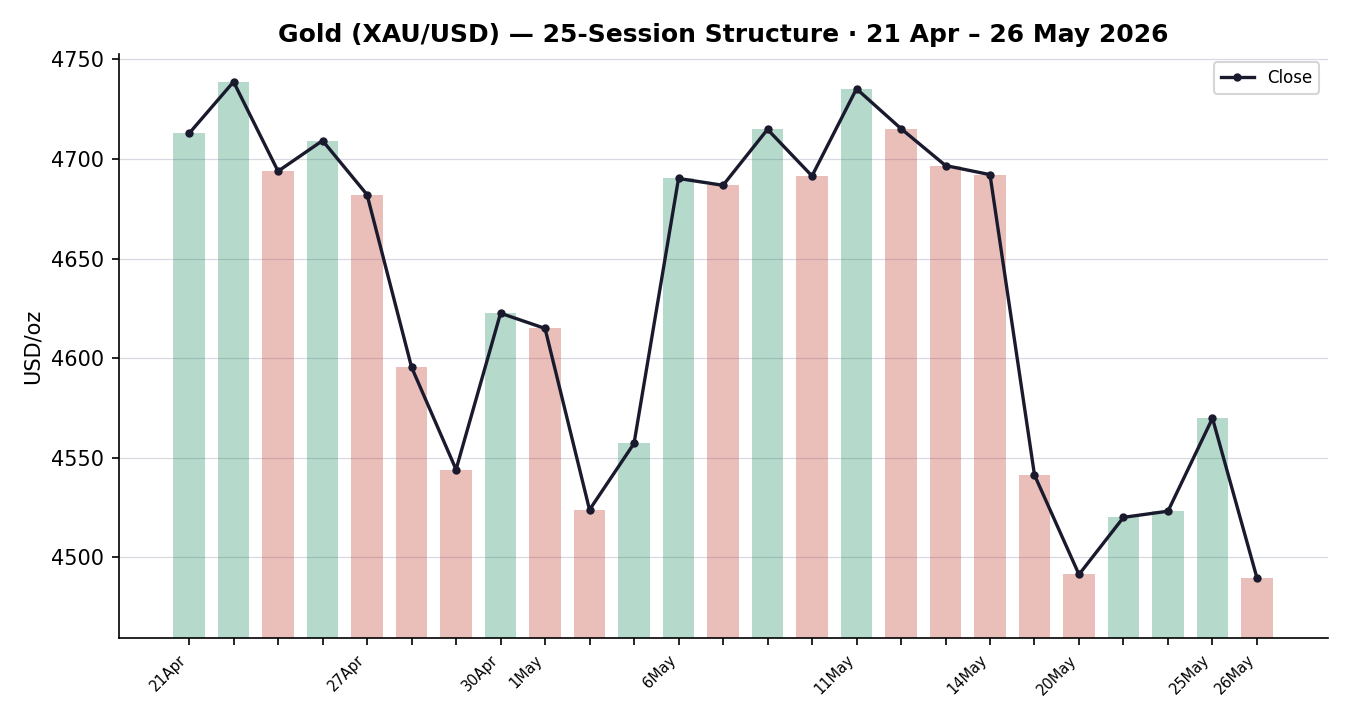 Gold (XAU/USD) — 25-Session Structure · 21 Apr – 26 May 2026
Close
USD/oz
4750
4700
4650
4600
4550
4500
21Apr
27Apr
30Apr
1May
6May
11May
14May
20May
25May
26May